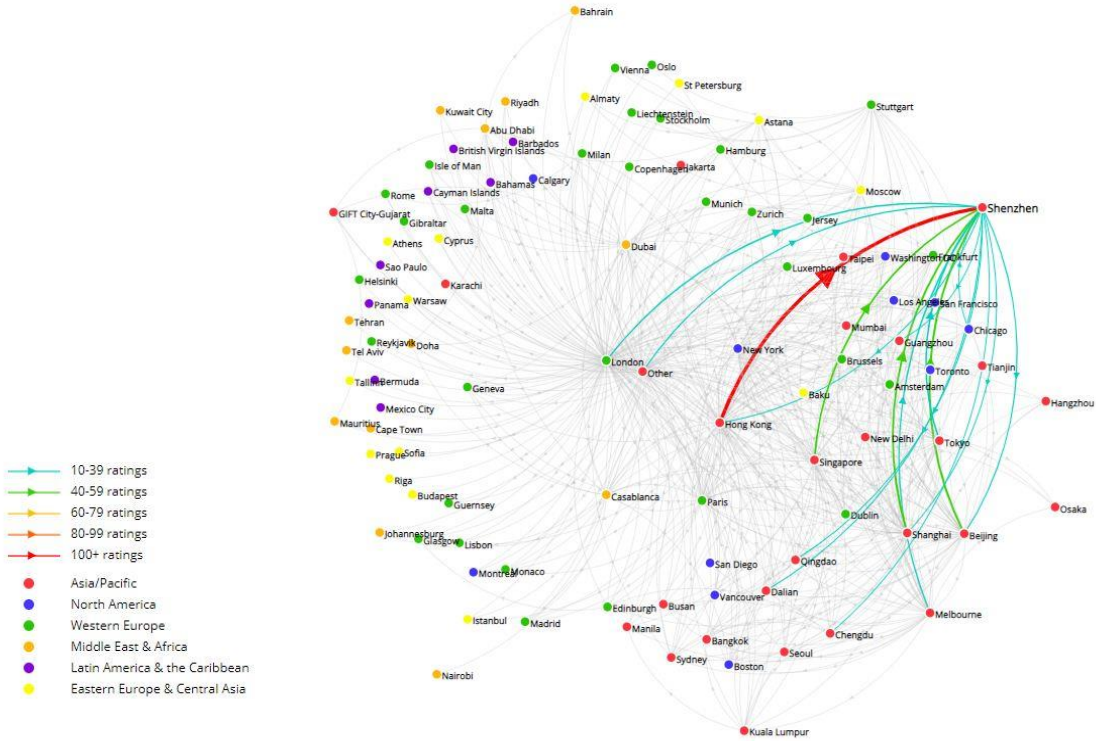 Bahrain
Oslo
Vienna
St Petersburg
Almaty
Riyadh
Kuwait City
Stuttgart
Liechtenstein
Stockholm
Astana
Abu Dhabi
Barbados
British Virgin Islands
Hamburg
Milan
Isle of Man
Copenhagen
Jakarta
Calgary
Bahamas
Cayman Islands
Moscow
Rome
Munich
Malta
Zurich
Shenzhen
GIFT City-Gujarat
Gibraltar
Jersey
Athens
Cyprus
Dubai
Taipei
Washington DC
Frankfurt
Sao Paulo
Luxembourg
Helsinki
Karachi
Panama
Warsaw
Los Angeles
San Francisco
Tehran
Mumbai
Chicago
Reykjavik
Doha
Guangzhou
Tel Aviv
New York
London
Brussels
Tianjin
Other
Toronto
Tallinn
Bermuda
Geneva
Amsterdam
Baku
Hangzhou
Mexico City
Mauritius
Cape Town
Hong Kong
New Delhi
Tokyo
Prague
Sofia
Singapore
Riga
Budapest
Guernsey
Casablanca
Paris
Osaka
Dublin
Johannesburg
Glasgow
Lisbon
Shanghai
Beijing
Montreal
Monaco
San Diego
Qingdao
Vancouver
Dalian
Edinburgh
Busan
Melbourne
Istanbul
Madrid
Manila
Bangkok
Chengdu
Sydney
Seoul
Boston
Nairobi
Kuala Lumpur
10-39 ratings
40-59 ratings
60-79 ratings
80-99 ratings
100+ ratings
Asia/Pacific
North America
Western Europe
Middle East & Africa
Latin America & the Caribbean
Eastern Europe & Central Asia